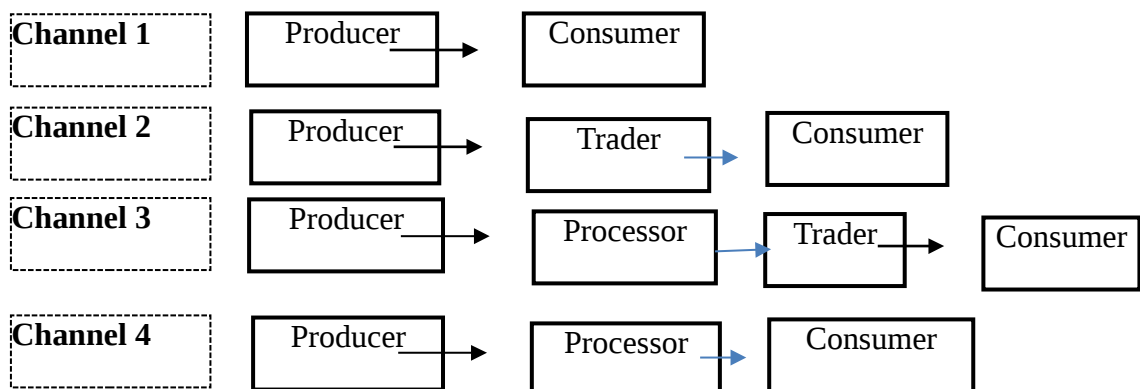 Channel 1 Producer Consumer
Channel 2 Producer Trader Consumer
Channel 3 Producer Processor Trader Consumer
Channel 4 Producer Processor Consumer